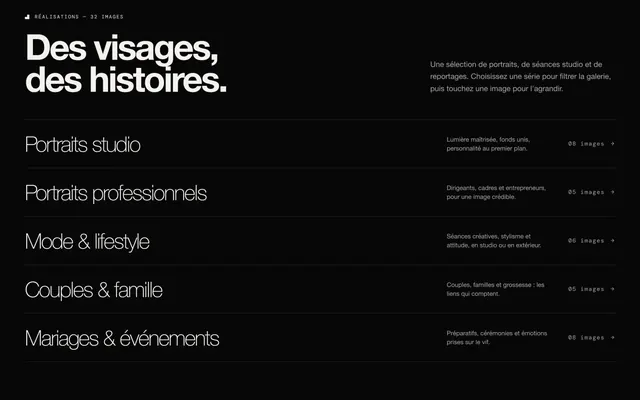 RÉALISATIONS — 32 IMAGES
Des visages,
des histoires.
Une sélection de portraits, de séances studio et de
reportages. Choisissez une série pour filtrer la galerie,
puis touchez une image pour l'agrandir.
Portraits studio
Lumière maîtrisée, fonds unis,
personnalité au premier plan.
08 images →
Portraits professionnels
Dirigeants, cadres et entrepreneurs,
pour une image crédible.
05 images →
Mode & lifestyle
Séances créatives, stylisme et
attitude, en studio ou en extérieur.
06 images →
Couples & famille
Couples, familles et grossesse : les
liens qui comptent.
05 images →
Mariages & événements
Préparatifs, cérémonies et émotions
prises sur le vif.
08 images →